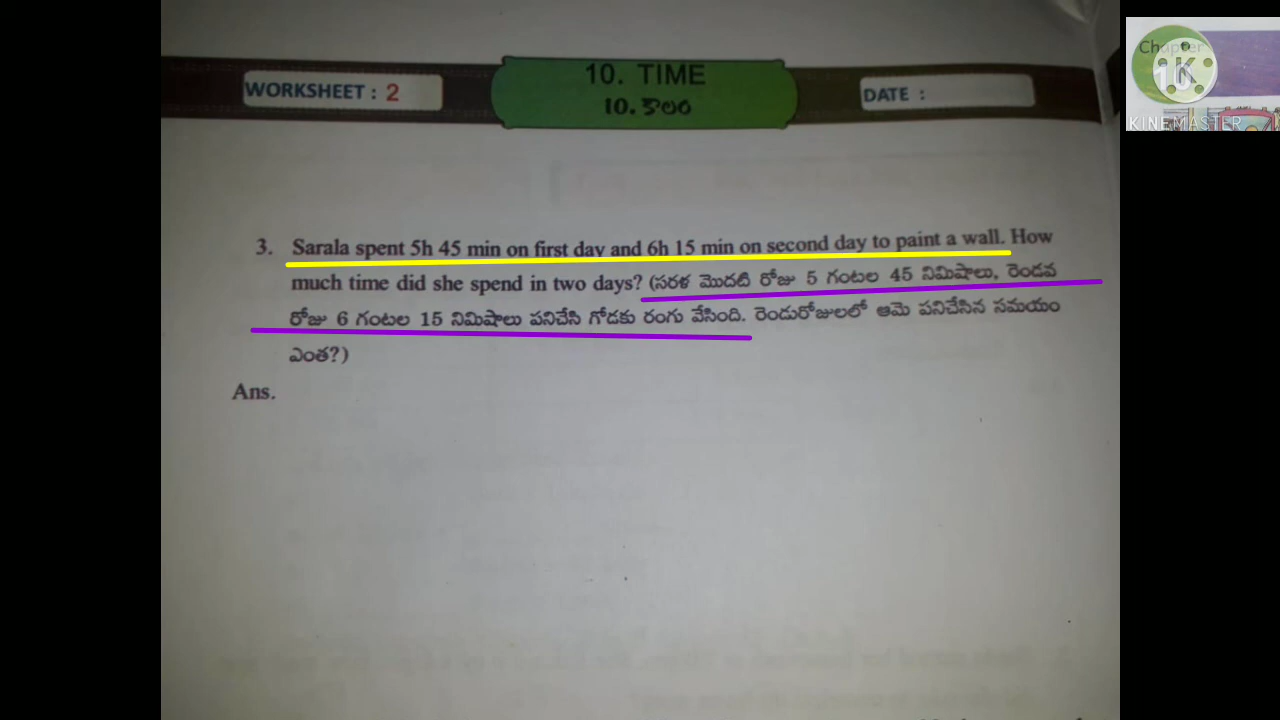 WORKSHEET : 2
10. TIME
10. కాలం
DATE :
Chapter
10
KINEMASTER
3. Sarala spent 5h 45 min on first day and 6h 15 min on second day to paint a wall. How
much time did she spend in two days? (సరళ మొదటి రోజు 5 గంటల 45 నిమిషాలు, రెండవ
రోజు 6 గంటల 15 నిమిషాలు పనిచేసి గోడకు రంగు వేసింది. రెండురోజులలో ఆమె పనిచేసిన సమయం
ఎంత?)
Ans.